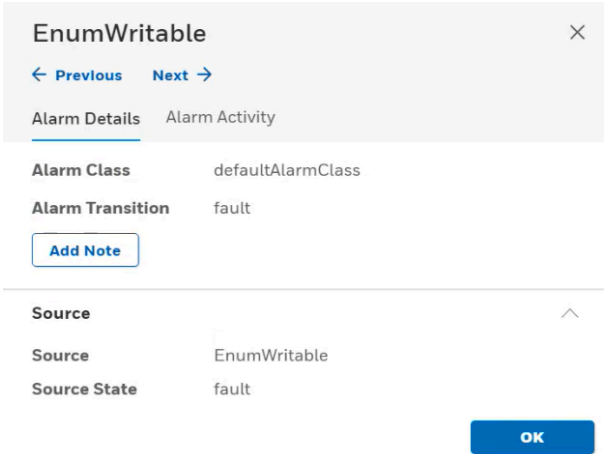 EnumWritable
← Previous Next →
Alarm Details Alarm Activity
Alarm Class defaultAlarmClass
Alarm Transition fault
Add Note
Source
Source EnumWritable
Source State fault
OK